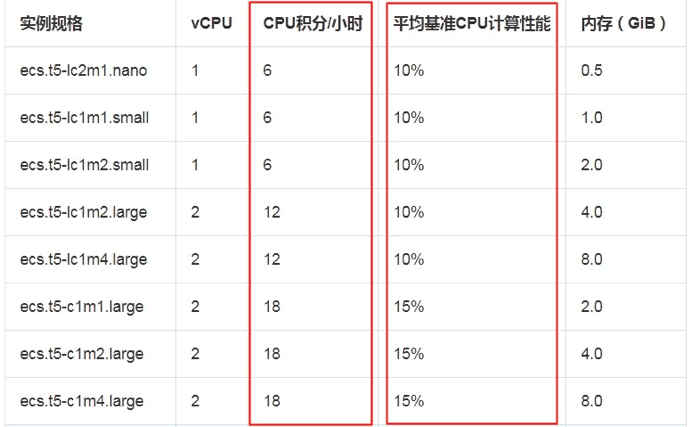 实例规格 vCPU CPU积分/小时 平均基准CPU计算性能 内存（GiB）
ecs.t5-lc2m1.nano 1 6 10% 0.5
ecs.t5-lc1m1.small 1 6 10% 1.0
ecs.t5-lc1m2.small 1 6 10% 2.0
ecs.t5-lc1m2.large 2 12 10% 4.0
ecs.t5-lc1m4.large 2 12 10% 8.0
ecs.t5-c1m1.large 2 18 15% 2.0
ecs.t5-c1m2.large 2 18 15% 4.0
ecs.t5-c1m4.large 2 18 15% 8.0